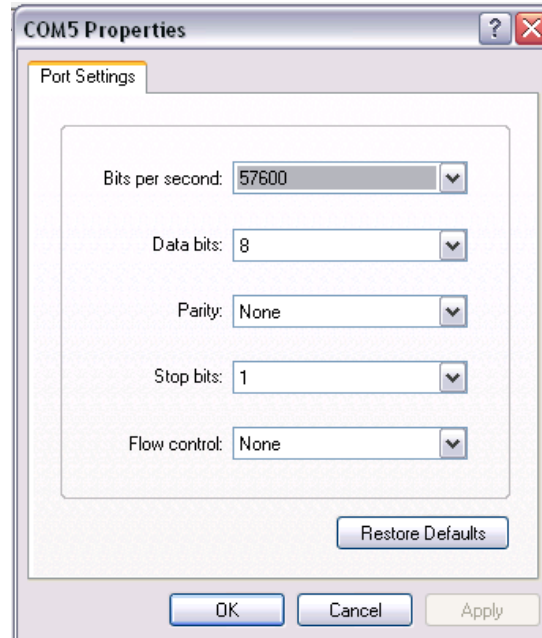 COM5 Properties
Port Settings
Bits per second: 57600
Data bits: 8
Parity: None
Stop bits: 1
Flow control: None
Restore Defaults
OK Cancel Apply